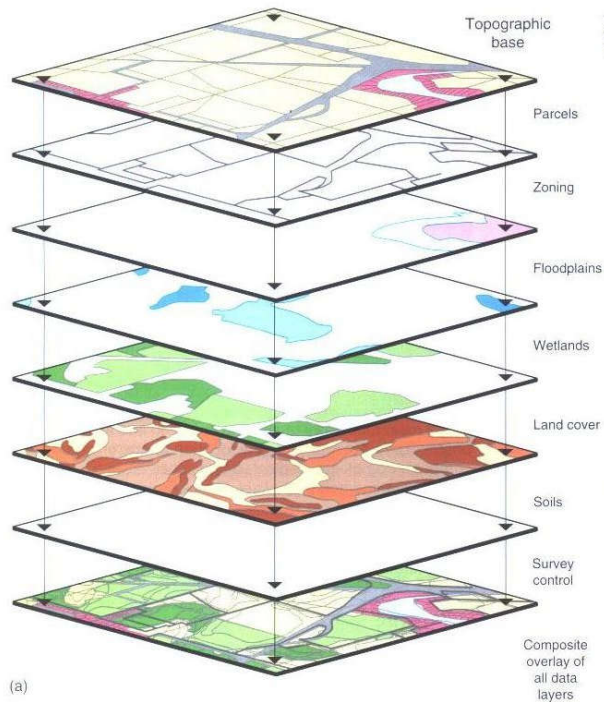 Topographic
base
Parcels
Zoning
Floodplains
Wetlands
Land cover
Soils
Survey
control
Composite
overlay of
all data
layers
(a)